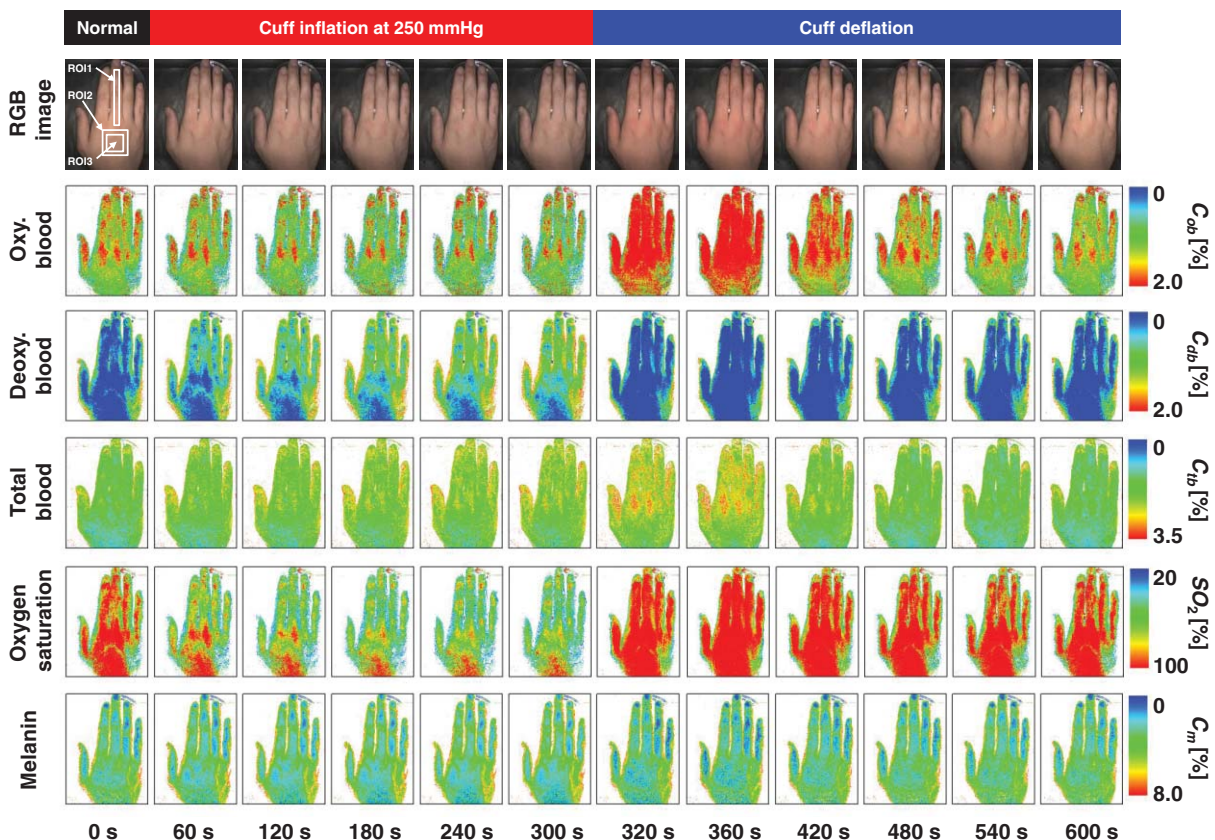 Normal Cuff inflation at 250 mmHg Cuff deflation
RGB
image
ROI1
ROI2
ROI3
Oxy.
blood
0
C_ob [%]
2.0
Deoxy.
blood
0
C_db [%]
2.0
Total
blood
0
C_tb [%]
3.5
Oxygen
saturation
20
SO_2 [%]
100
Melanin
0
C_m [%]
8.0
0 s 60 s 120 s 180 s 240 s 300 s 320 s 360 s 420 s 480 s 540 s 600 s